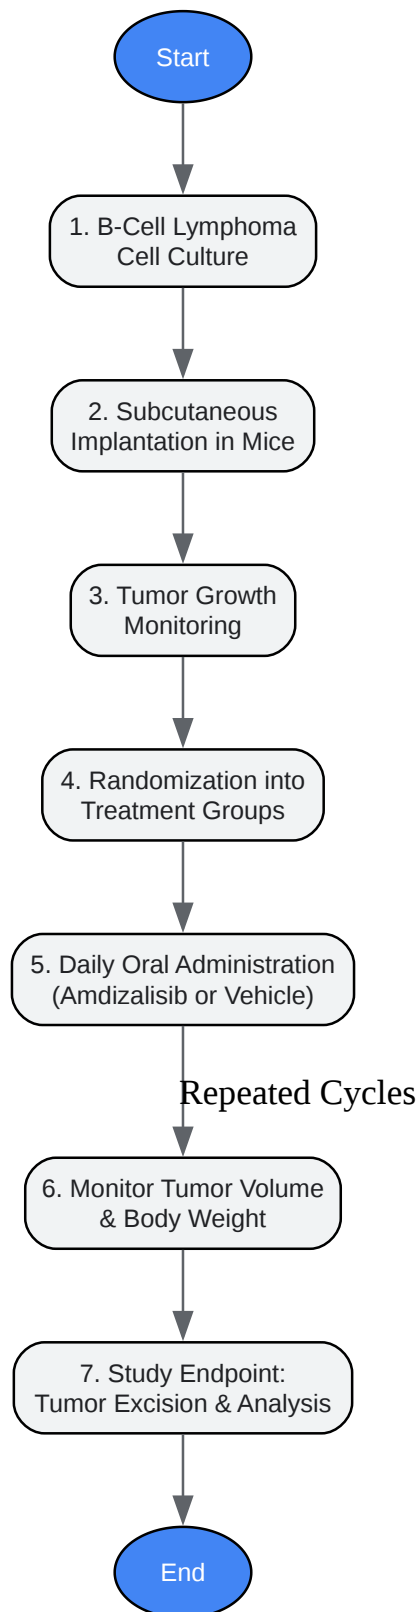 Start
1. B-Cell Lymphoma
Cell Culture
2. Subcutaneous
Implantation in Mice
3. Tumor Growth
Monitoring
4. Randomization into
Treatment Groups
5. Daily Oral Administration
(Amdizalisib or Vehicle)
Repeated Cycles
6. Monitor Tumor Volume
& Body Weight
7. Study Endpoint:
Tumor Excision & Analysis
End